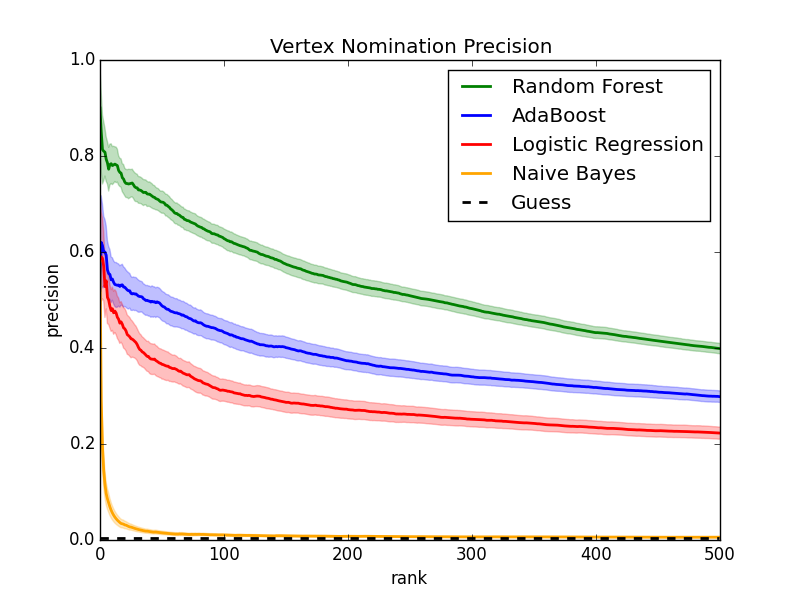 Vertex Nomination Precision
1.0
0.8
0.6
0.4
0.2
0.0
precision
Random Forest
AdaBoost
Logistic Regression
Naive Bayes
Guess
0 100 200 300 400 500
rank